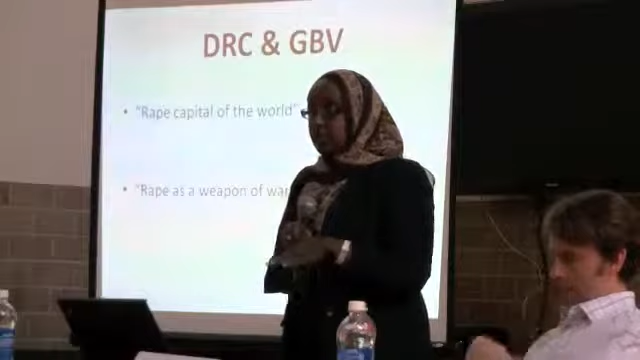 DRC & GBV
• "Rape capital of the world"
• "Rape as a weapon of war